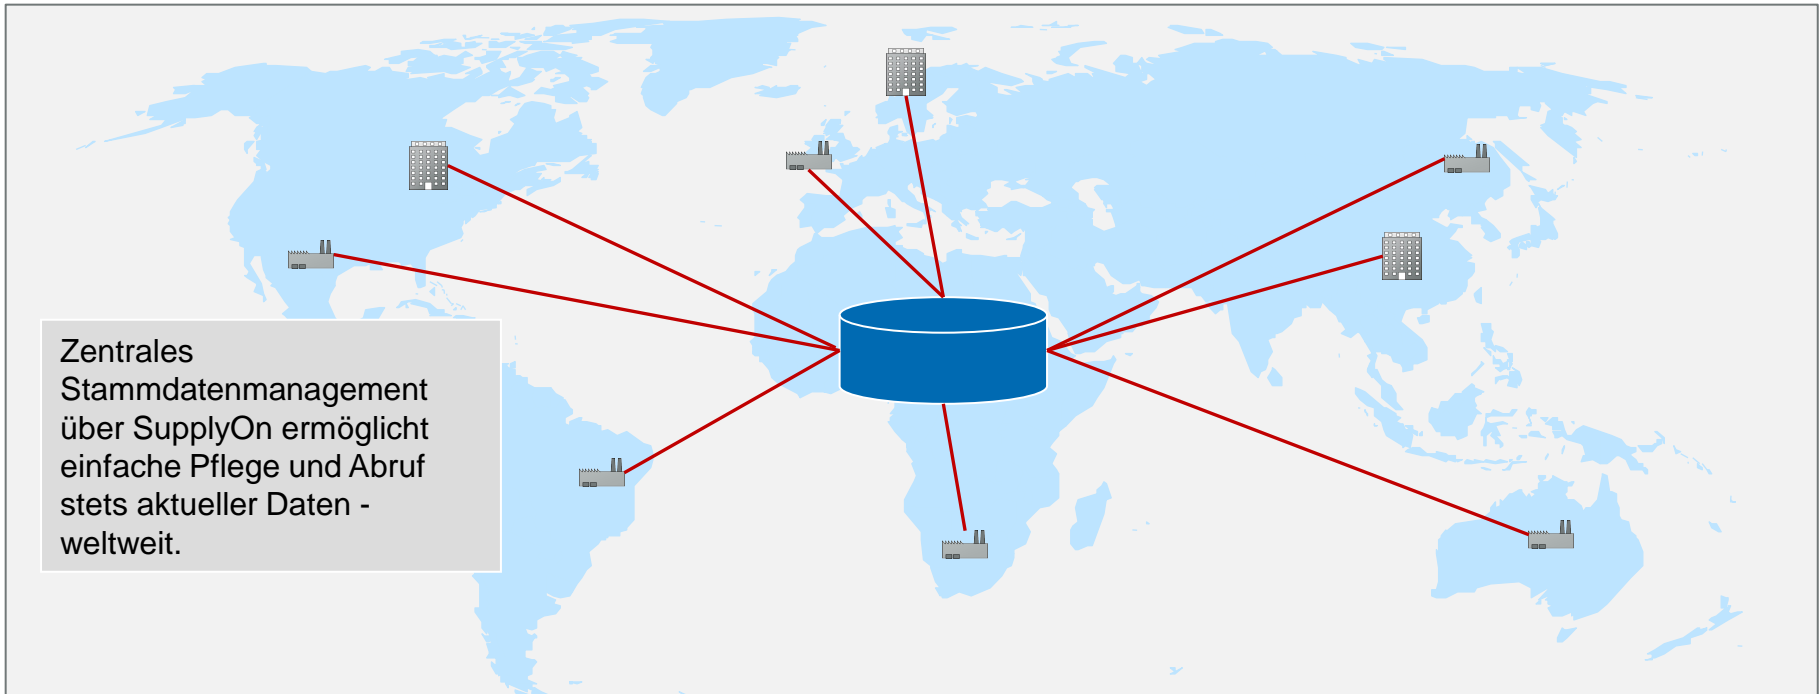 Zentrales
Stammdatenmanagement
über SupplyOn ermöglicht
einfache Pflege und Abruf
stets aktueller Daten -
weltweit.